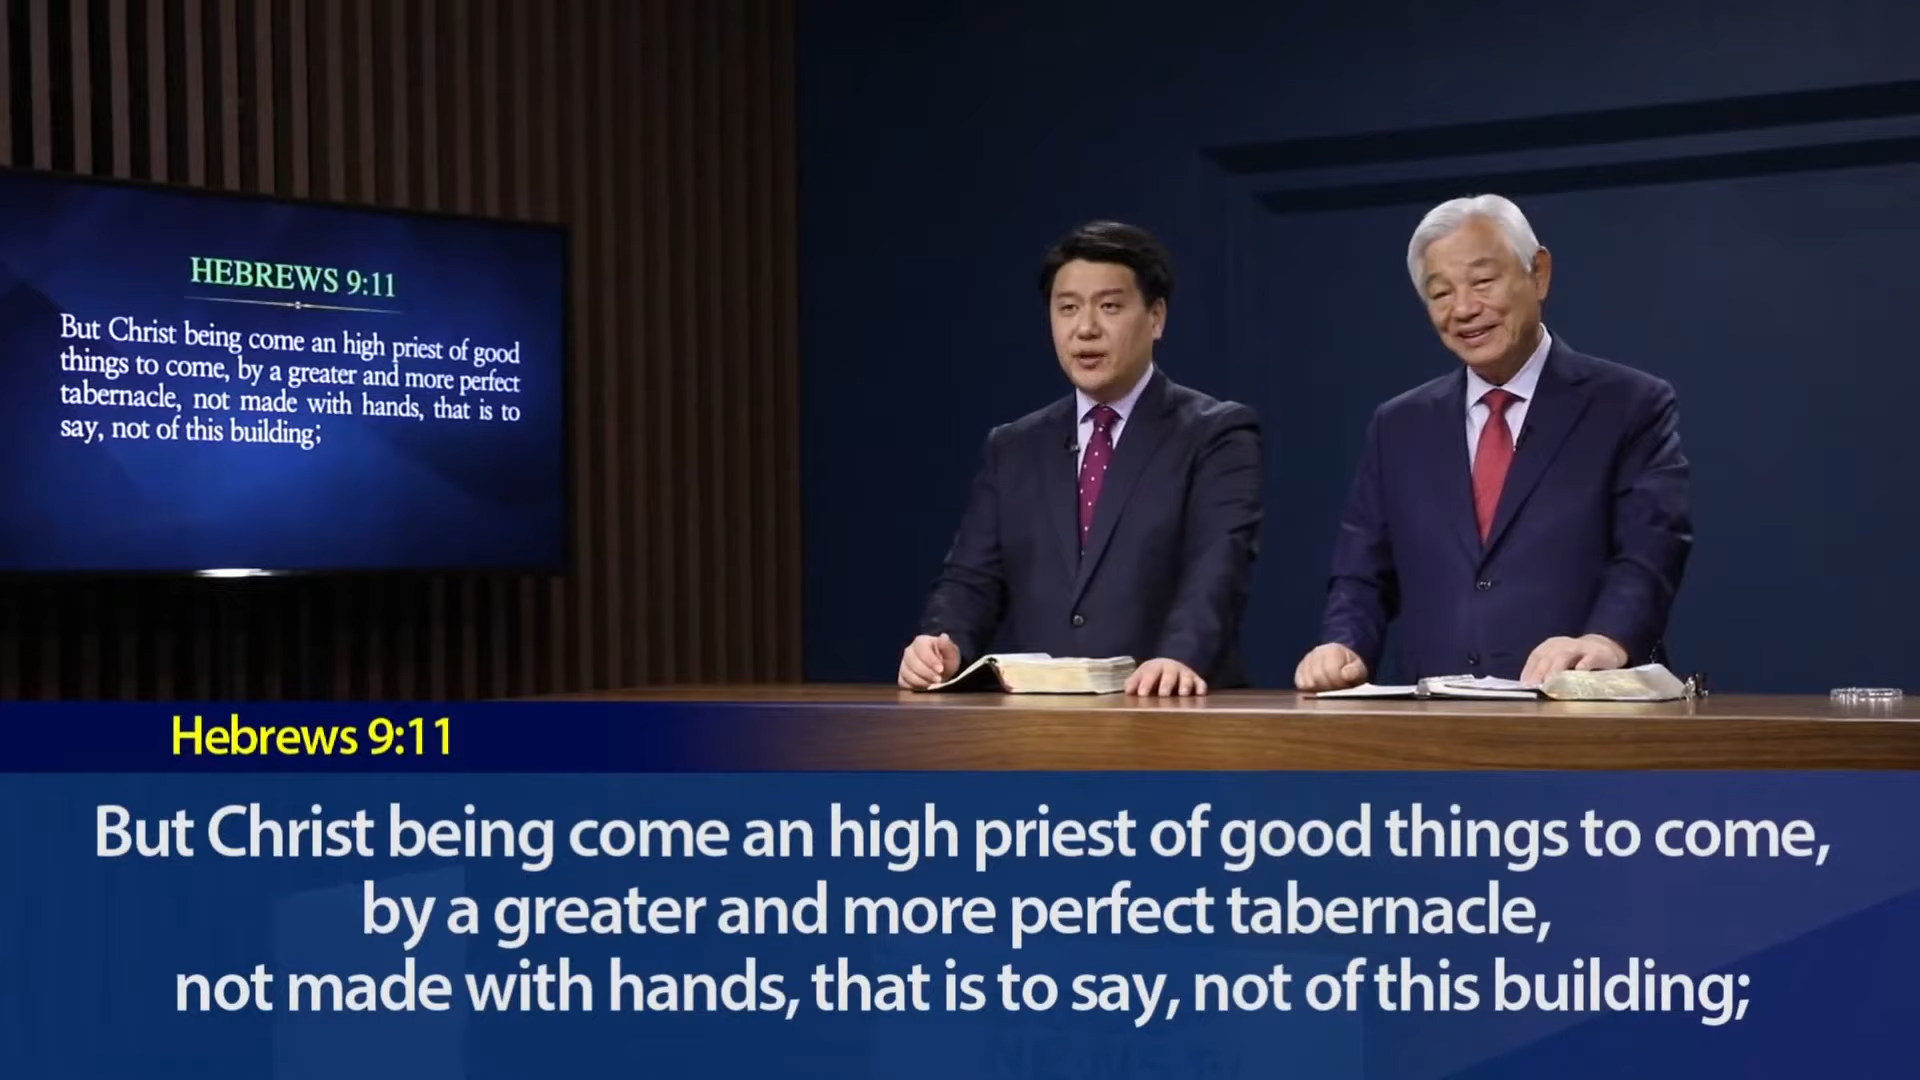 HEBREWS 9:11
But Christ being come an high priest of good
things to come, by a greater and more perfect
tabernacle, not made with hands, that is to
say, not of this building;
Hebrews 9:11
But Christ being come an high priest of good things to come,
by a greater and more perfect tabernacle,
not made with hands, that is to say, not of this building;